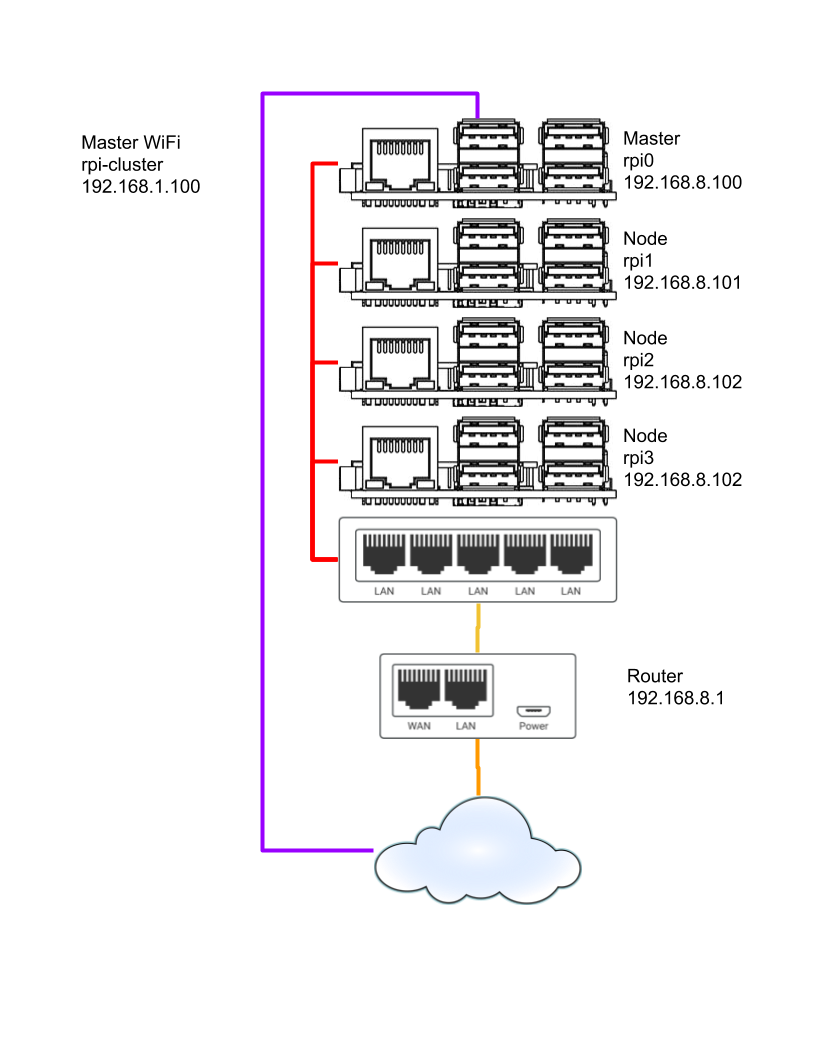 Master WiFi
rpi-cluster
192.168.1.100
Master
rpi0
192.168.8.100
Node
rpi1
192.168.8.101
Node
rpi2
192.168.8.102
Node
rpi3
192.168.8.102
LAN LAN LAN LAN LAN
Router
192.168.8.1
WAN LAN Power